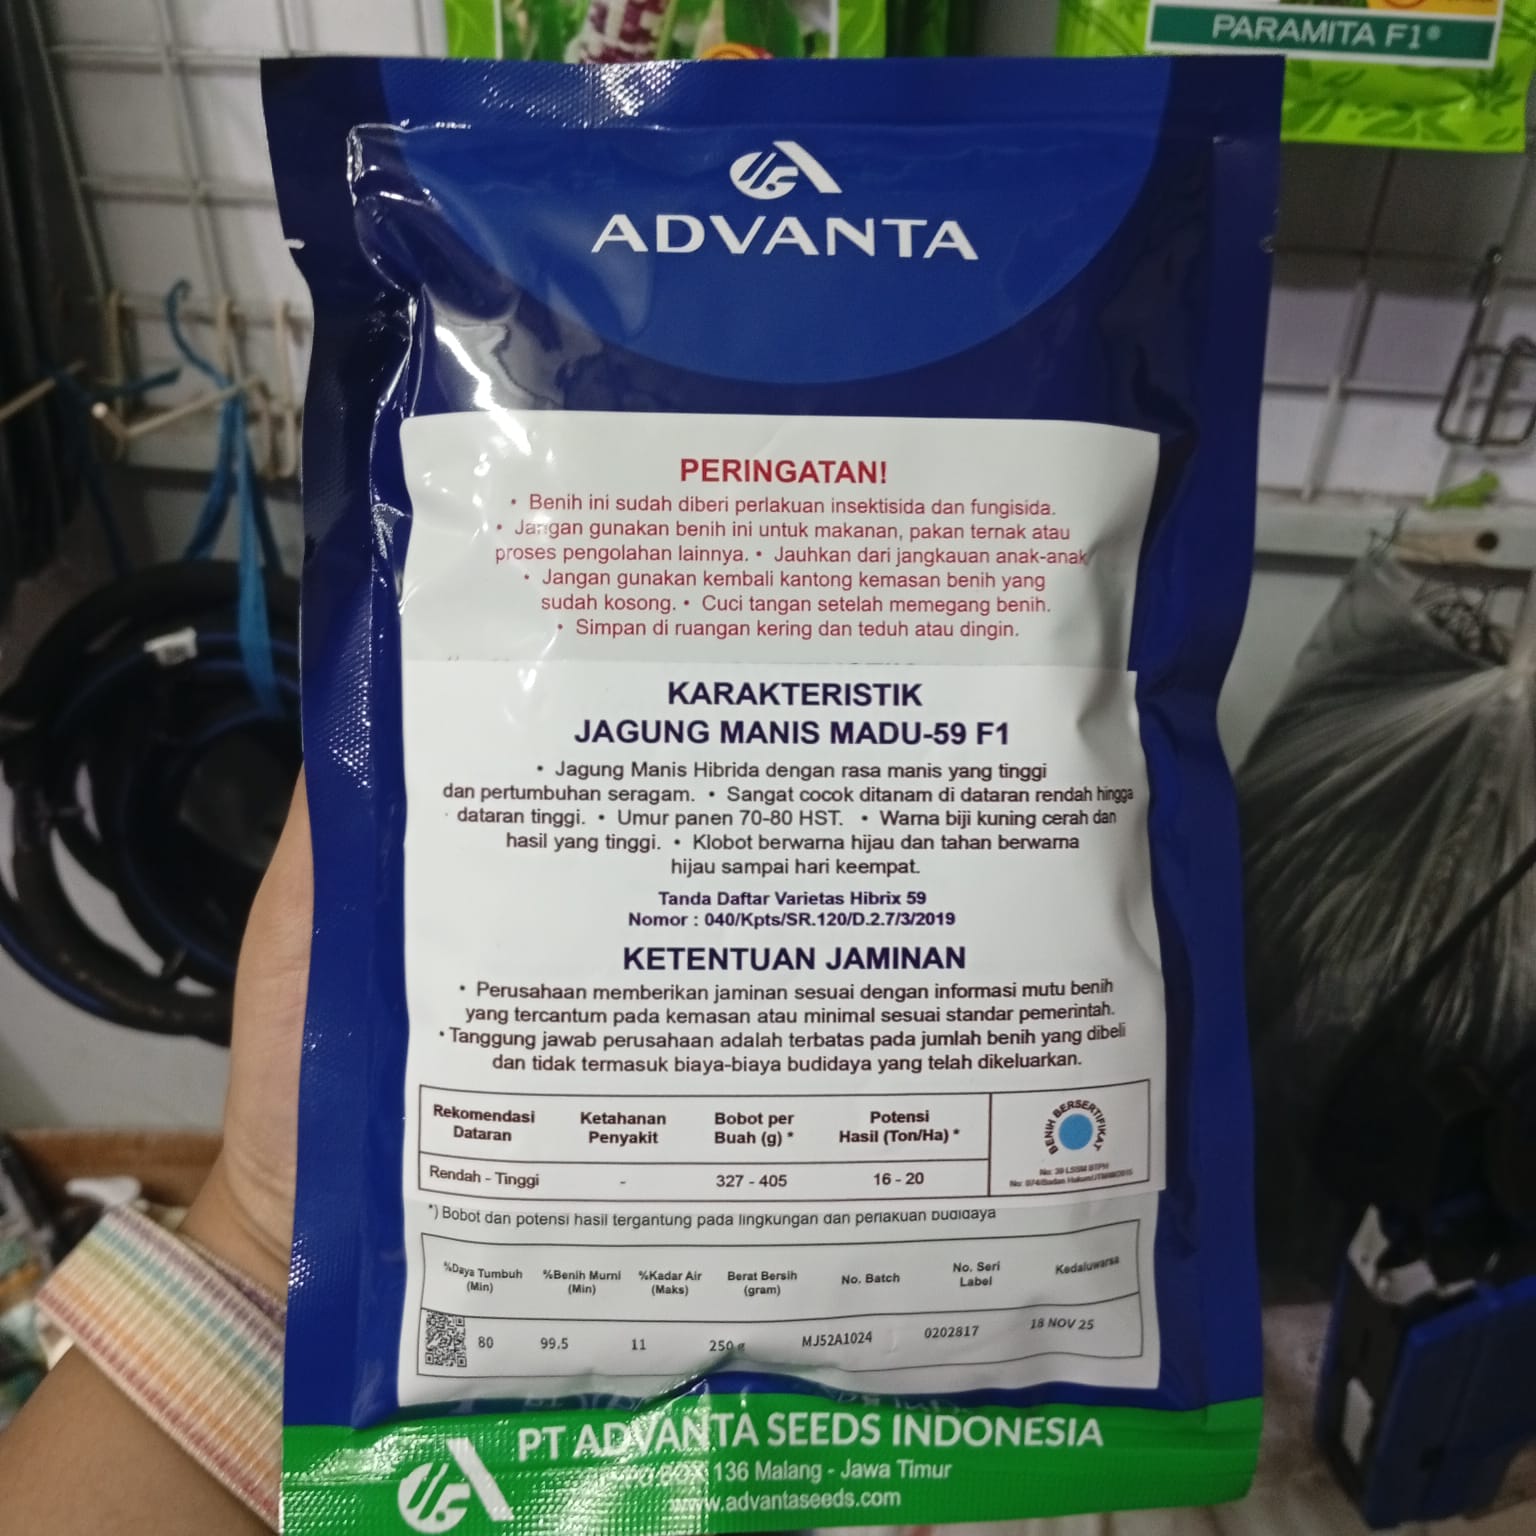 PARAMITA F1®
ADVANTA
PERINGATAN!
• Benih ini sudah diberi perlakuan insektisida dan fungisida.
• Jangan gunakan benih ini untuk makanan, pakan ternak atau
proses pengolahan lainnya. • Jauhkan dari jangkauan anak-anak
• Jangan gunakan kembali kantong kemasan benih yang
sudah kosong. • Cuci tangan setelah memegang benih.
• Simpan di ruangan kering dan teduh atau dingin.
KARAKTERISTIK
JAGUNG MANIS MADU-59 F1
• Jagung Manis Hibrida dengan rasa manis yang tinggi
dan pertumbuhan seragam. • Sangat cocok ditanam di dataran rendah hingga
dataran tinggi. • Umur panen 70-80 HST. • Warna biji kuning cerah dan
hasil yang tinggi. • Klobot berwarna hijau dan tahan berwarna
hijau sampai hari keempat.
Tanda Daftar Varietas Hibrix 59
Nomor : 040/Kpts/SR.120/D.2.7/3/2019
KETENTUAN JAMINAN
• Perusahaan memberikan jaminan sesuai dengan informasi mutu benih
yang tercantum pada kemasan atau minimal sesuai standar pemerintah.
• Tanggung jawab perusahaan adalah terbatas pada jumlah benih yang dibeli
dan tidak termasuk biaya-biaya budidaya yang telah dikeluarkan.
Rekomendasi Dataran Ketahanan Penyakit Bobot per Buah (g) * Potensi Hasil (Ton/Ha) *
Rendah - Tinggi - 327 - 405 16 - 20
BENIH BERSERTIFIKAT
No: 39 LSSM BTPH
*) Bobot dan potensi hasil tergantung pada lingkungan dan perlakuan budidaya
%Daya Tumbuh (Min) %Benih Murni (Min) %Kadar Air (Maks) Berat Bersih (gram) No. Batch No. Seri Label Kedaluwarsa
80 99.5 11 250 g MJ52A1024 0202817 18 NOV 25
PT ADVANTA SEEDS INDONESIA
BOX 136 Malang - Jawa Timur
www.advantaseeds.com